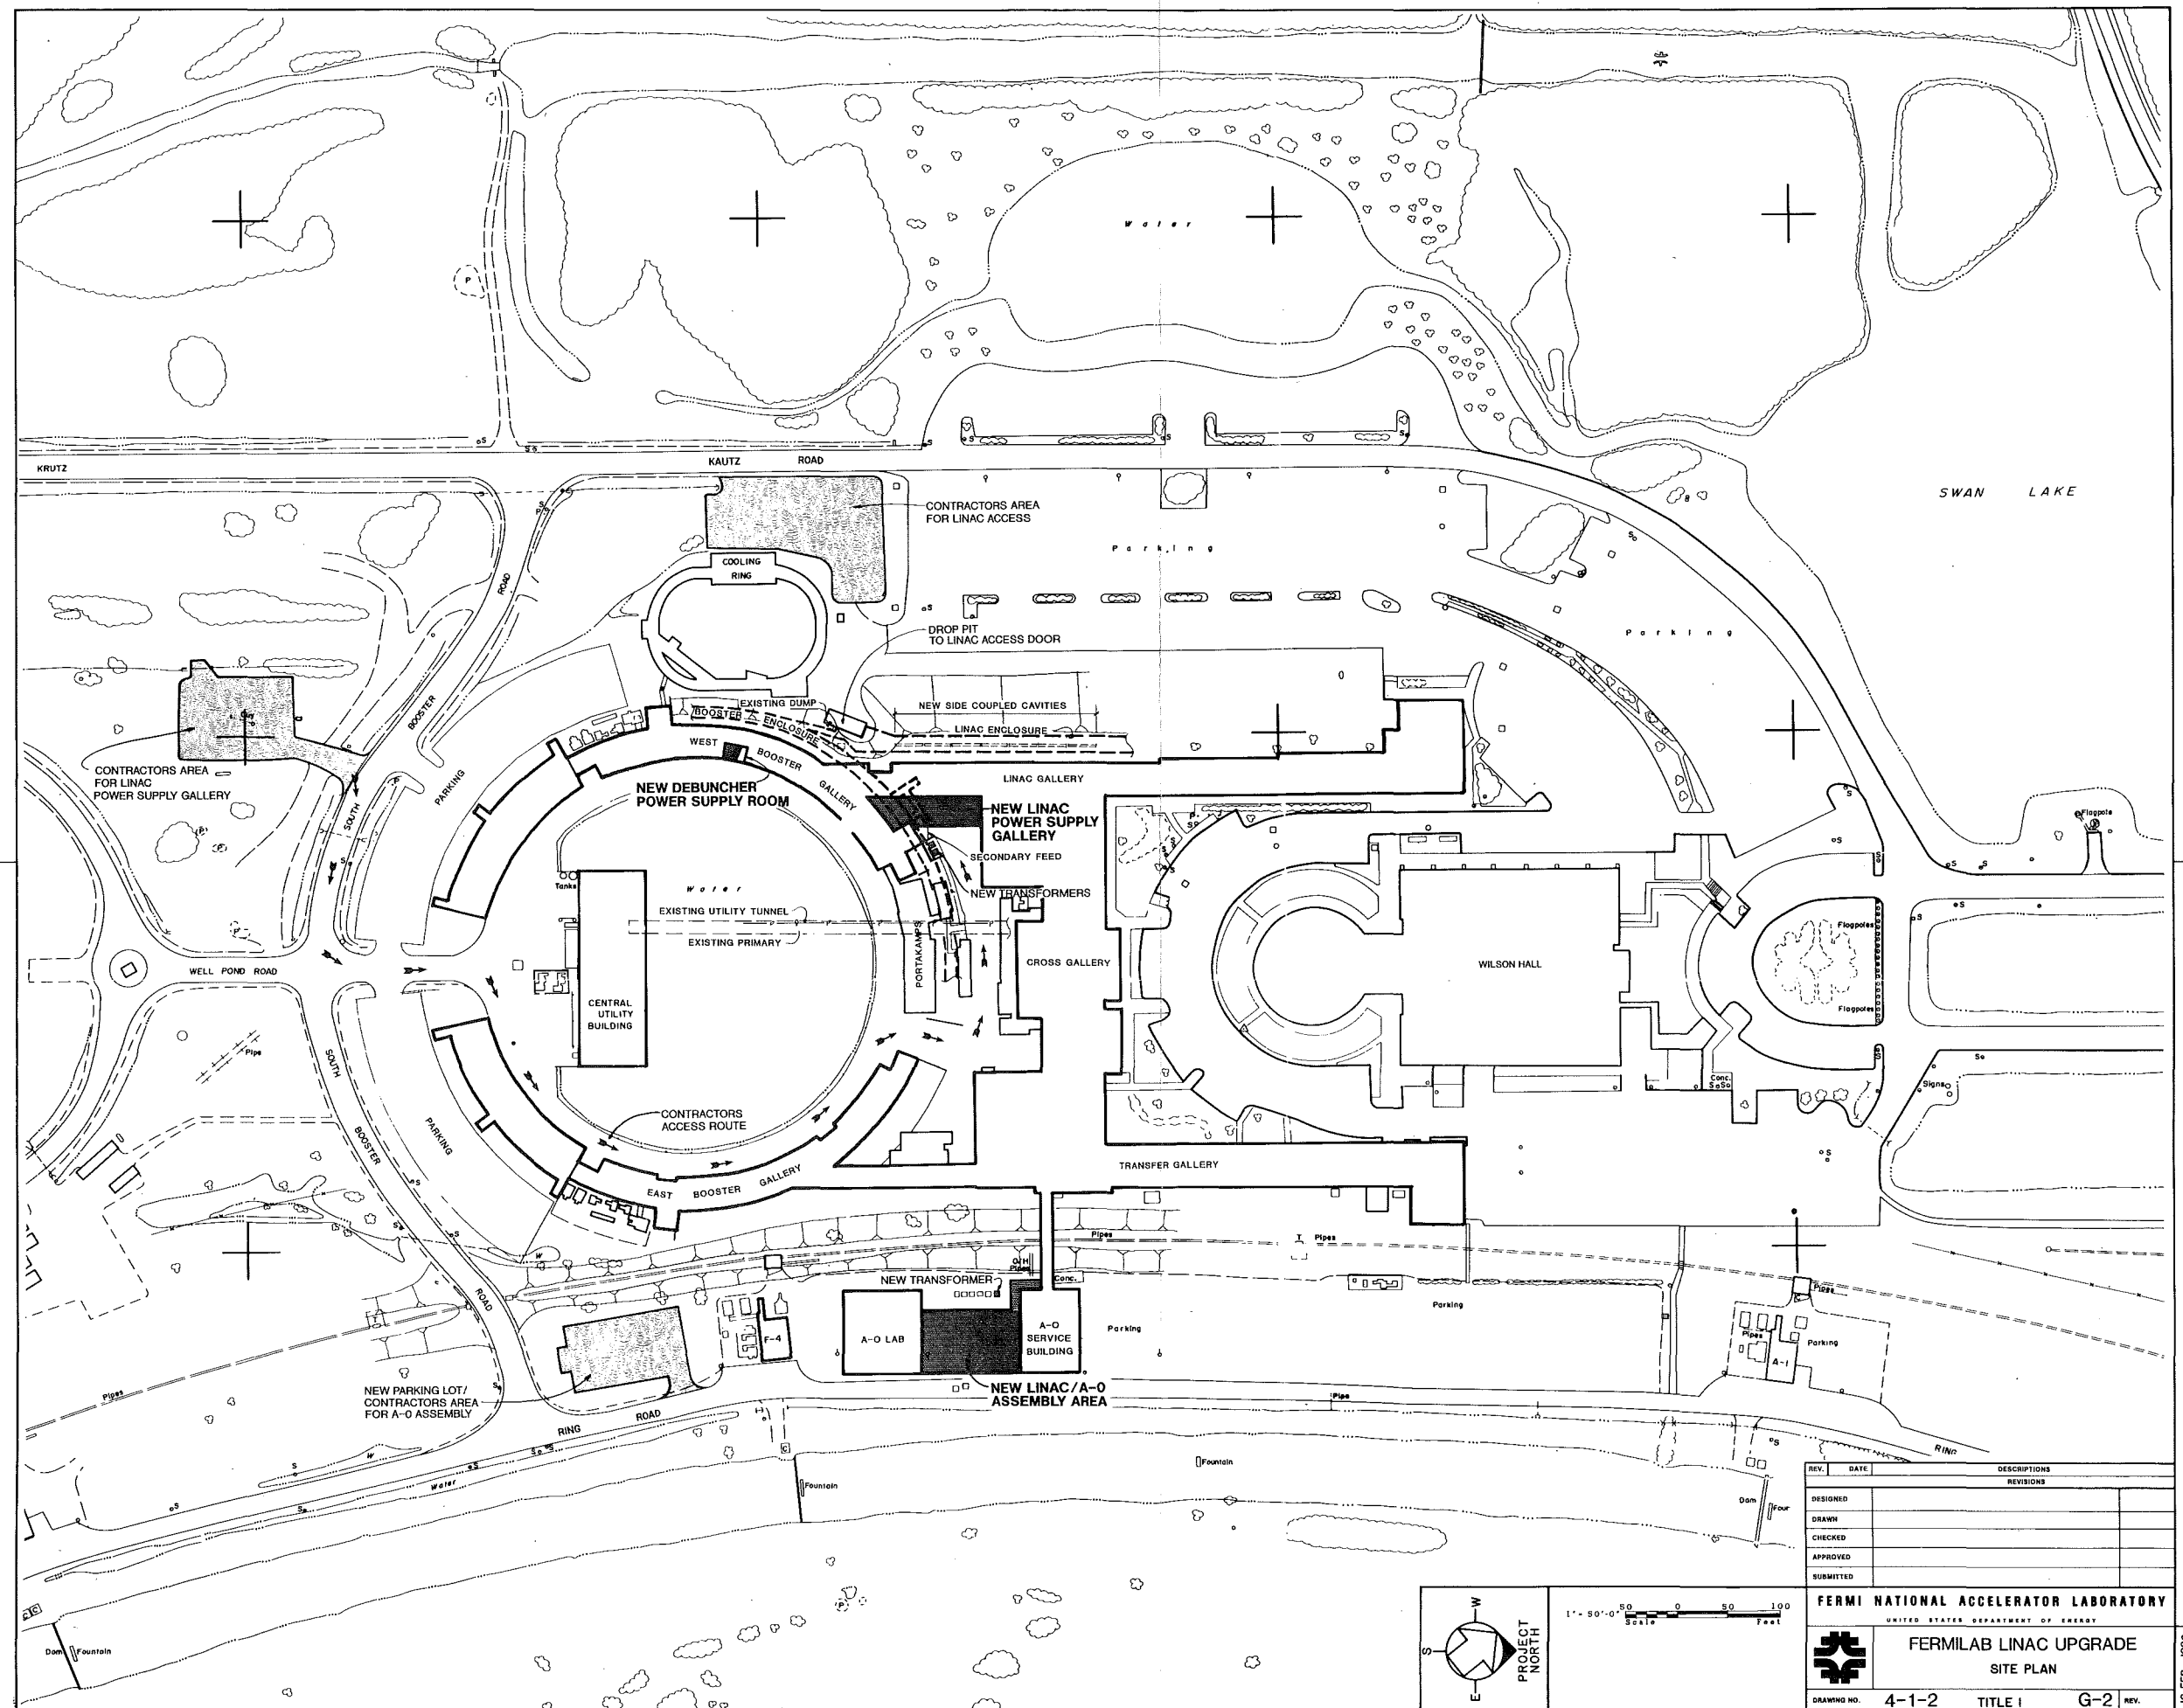 P
Water
KRUTZ
KAUTZ ROAD
S
So
S
S
S
S
SWAN LAKE
CONTRACTORS AREA
FOR LINAC ACCESS
Parking
COOLING
RING
ROAD
BOOSTER
SOUTH
S
DROP PIT
TO LINAC ACCESS DOOR
Parking
EXISTING DUMP
NEW SIDE COUPLED CAVITIES
BOOSTER ENCLOSURE
LINAC ENCLOSURE
WEST BOOSTER GALLERY
CONTRACTORS AREA
FOR LINAC
POWER SUPPLY GALLERY
PARKING
LINAC GALLERY
NEW DEBUNCHER
POWER SUPPLY ROOM
NEW LINAC
POWER SUPPLY
GALLERY
Flagpole
SECONDARY FEED
NEW TRANSFORMERS
Tanks
Water
EXISTING UTILITY TUNNEL
EXISTING PRIMARY
PORTAKAMPS
CROSS GALLERY
WILSON HALL
Flagpoles
Flagpoles
WELL POND ROAD
CENTRAL
UTILITY
BUILDING
Pipe
SOUTH
BOOSTER
ROAD
PARKING
Conc.
SoSo
So
Signs
CONTRACTORS
ACCESS ROUTE
EAST BOOSTER GALLERY
TRANSFER GALLERY
S
Pipes
T
Pipes
W
O/H
Pipes
Conc.
NEW TRANSFORMER
Parking
Pipes
F-4
A-O LAB
A-O
SERVICE
BUILDING
Parking
Pipes
A-1
Parking
Pipes
NEW PARKING LOT/
CONTRACTORS AREA
FOR A-O ASSEMBLY
NEW LINAC/A-O
ASSEMBLY AREA
Pipe
RING ROAD
H
C
W
S
Water
RING
Fountain
Fountain
Dam
Four
C C
Dam
Fountain
REV. DATE DESCRIPTIONS
REVISIONS
DESIGNED
DRAWN
CHECKED
APPROVED
SUBMITTED
W
S
E
PROJECT
NORTH
1"= 50'-0"
50 0 50 100
Scale Feet
FERMI NATIONAL ACCELERATOR LABORATORY
UNITED STATES DEPARTMENT OF ENERGY
FERMILAB LINAC UPGRADE
SITE PLAN
DRAWING NO. 4-1-2 TITLE I G-2 REV.